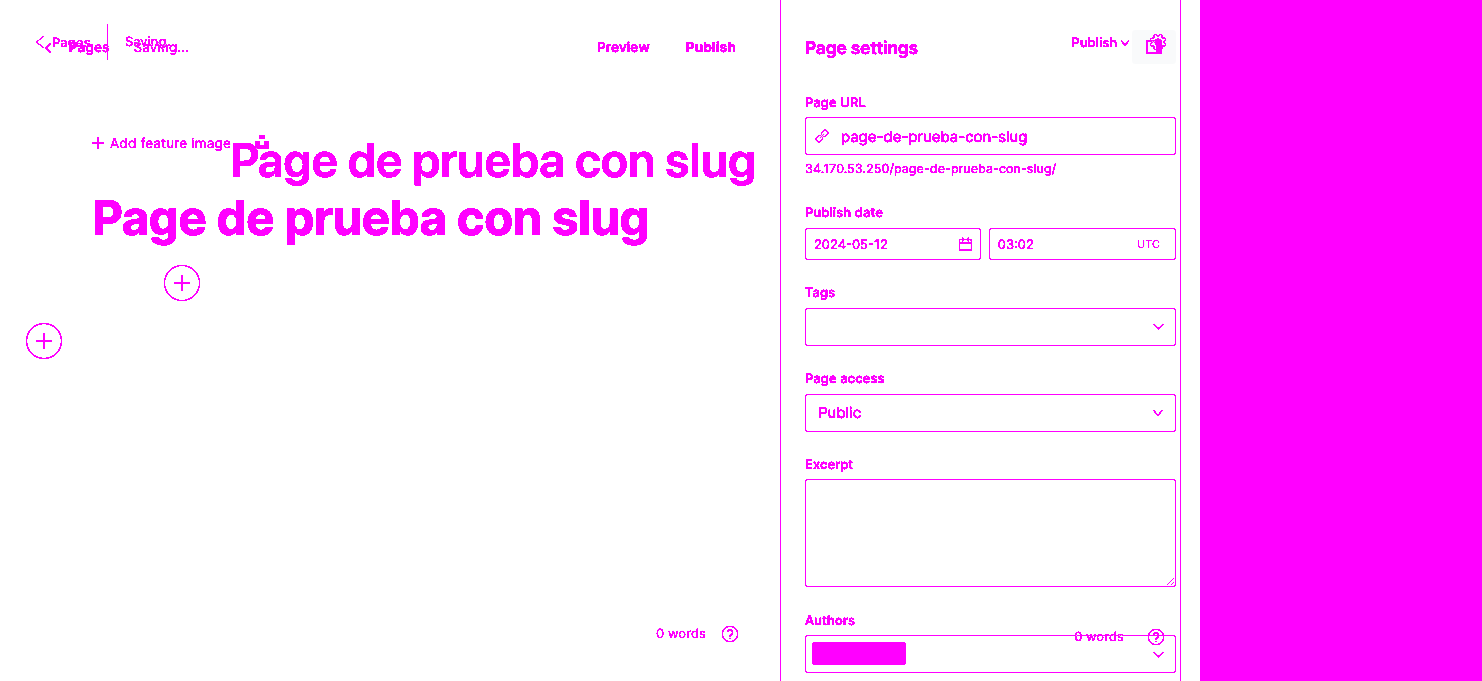 Pages Saving...
Pages Saving...
Preview Publish
Page settings
Publish
Page URL
page-de-prueba-con-slug
34.170.53.250/page-de-prueba-con-slug/
Add feature image
Page de prueba con slug
Page de prueba con slug
Publish date
2024-05-12
03:02 UTC
Tags
Page access
Public
Excerpt
Authors
0 words
0 words